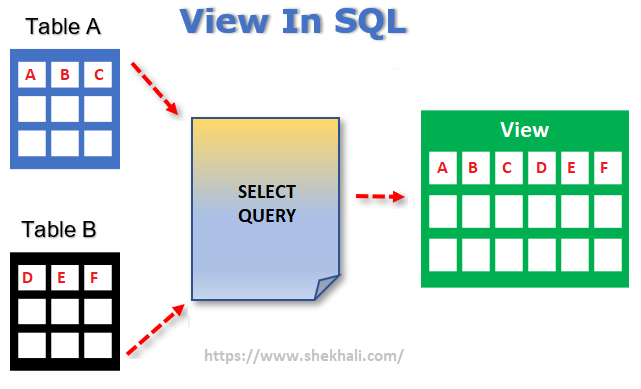 View In SQL
Table A
A B C
SELECT
QUERY
View
A B C D E F
Table B
D E F
https://www.shekhali.com/